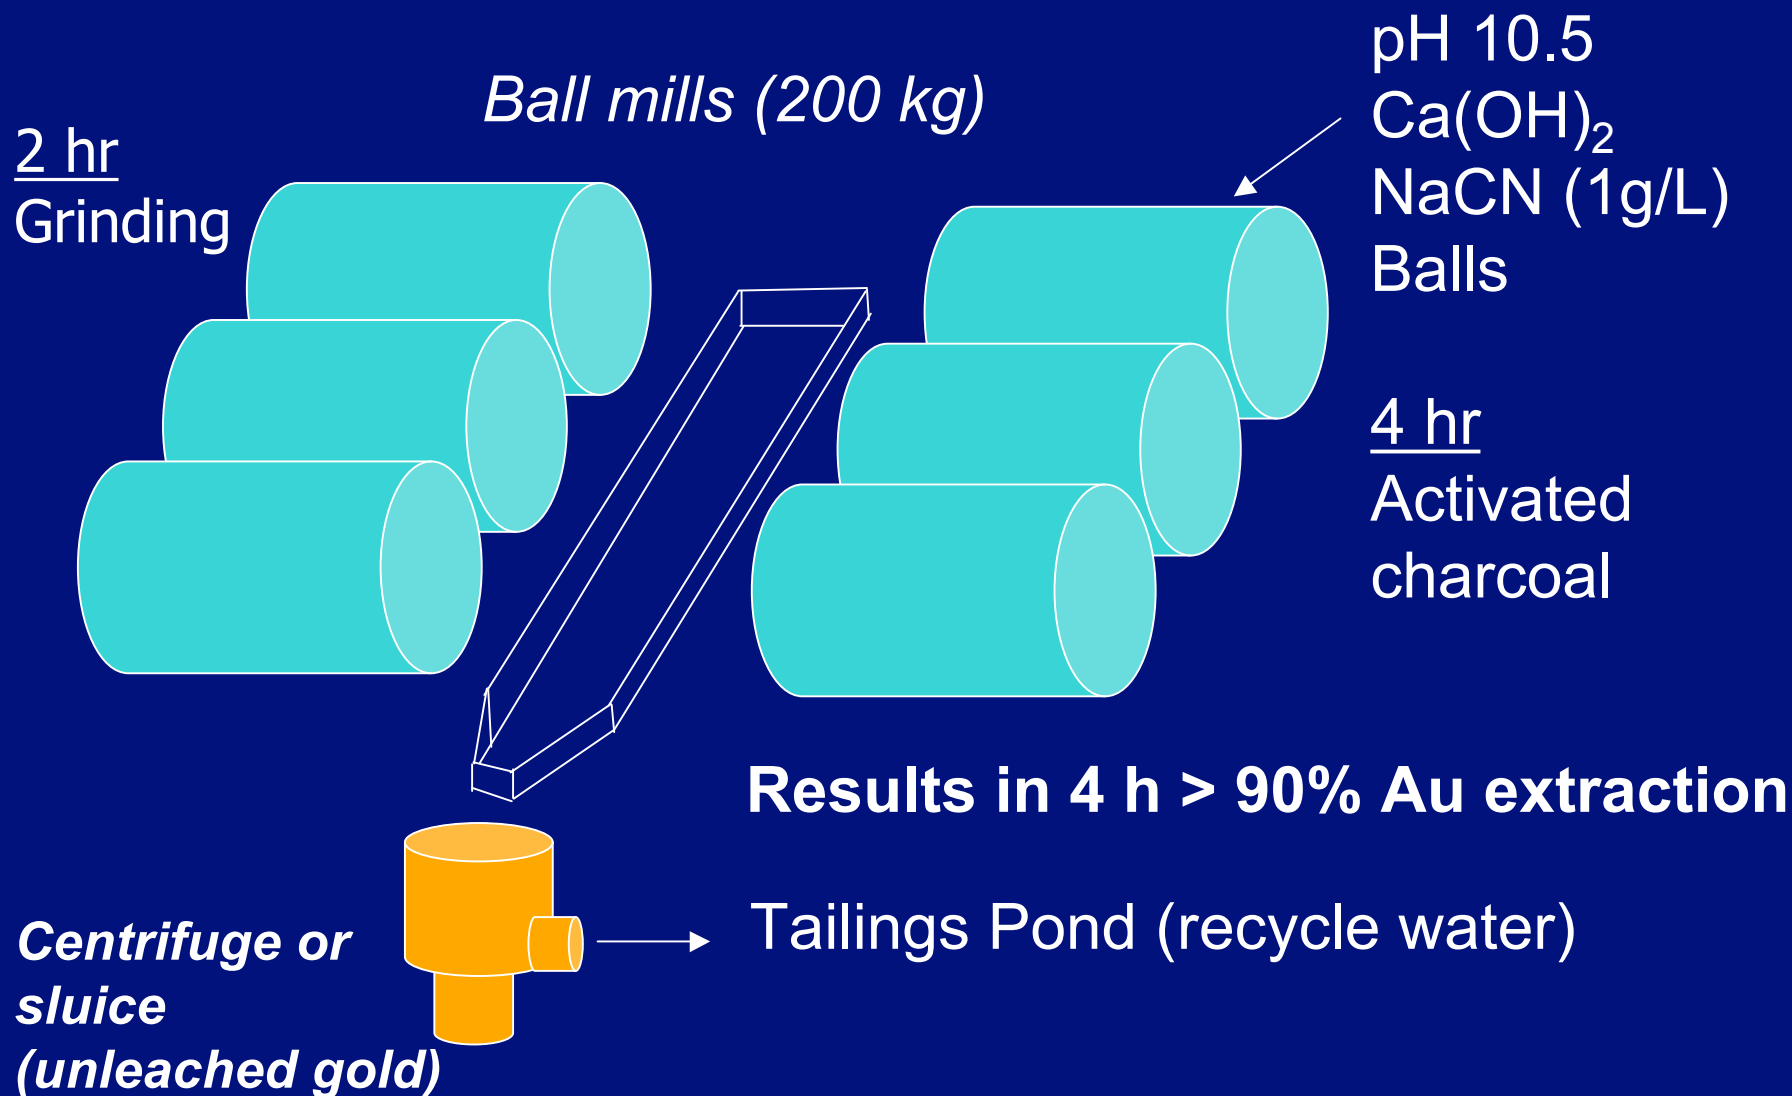 Ball mills (200 kg)
2 hr
Grinding
pH 10.5
Ca(OH)₂
NaCN (1g/L)
Balls
4 hr
Activated
charcoal
Results in 4 h > 90% Au extraction
Tailings Pond (recycle water)
Centrifuge or
sluice
(unleached gold)